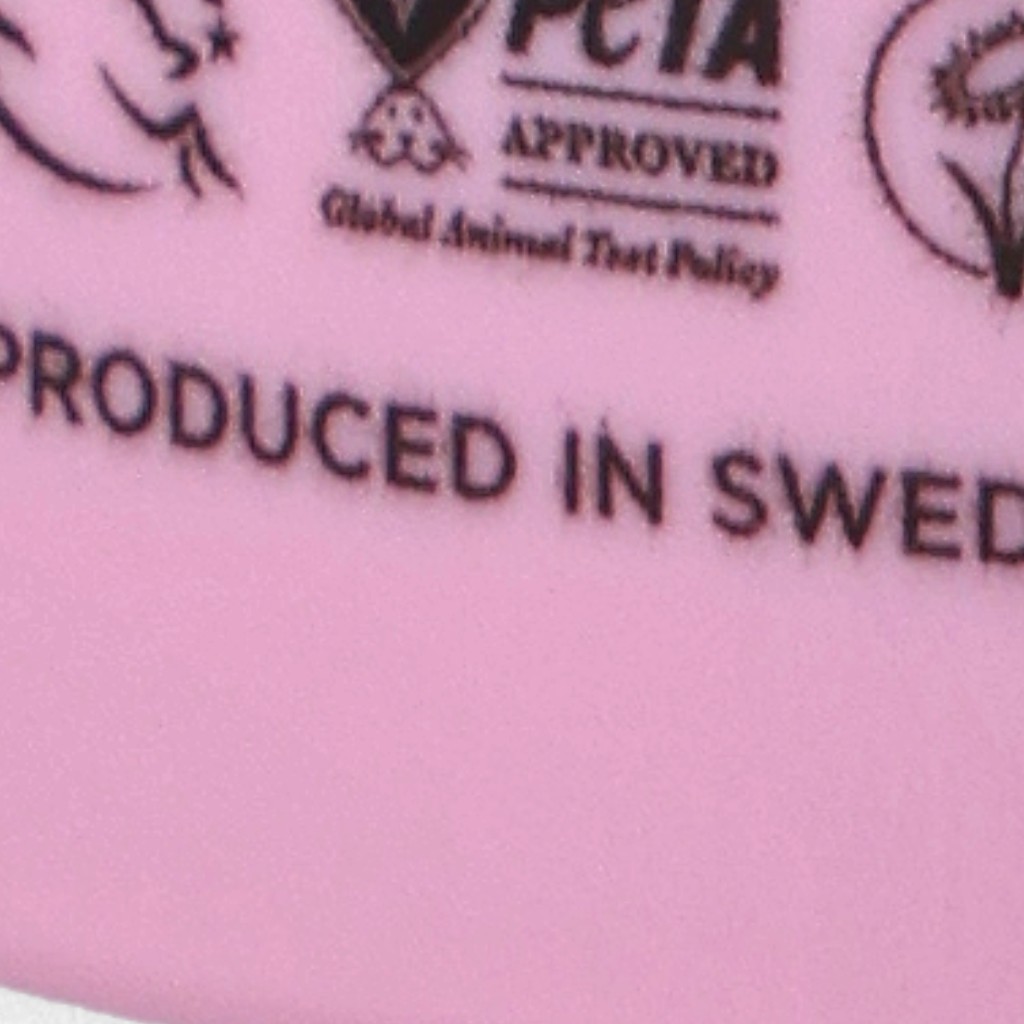 PETA
APPROVED
Global Animal Test Policy
PRODUCED IN SWED